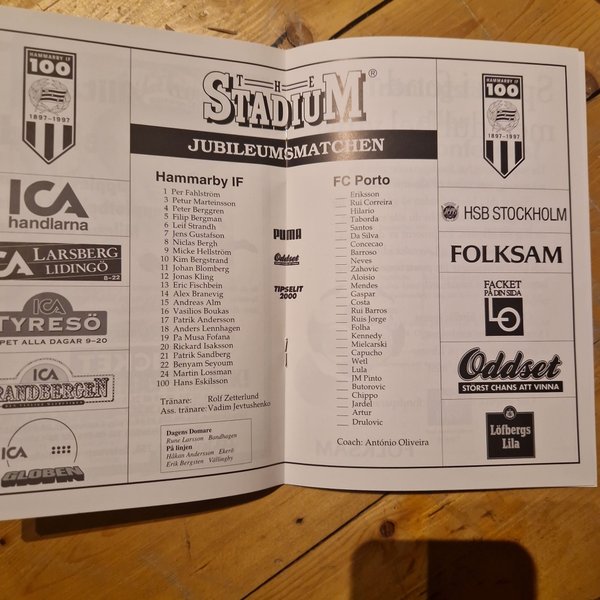 HAMMARBY IF
100
1897-1997
ICA
handlarna
ICA LARSBERG
LIDINGÖ
8-22
ICA
TYRESÖ
ÖPPET ALLA DAGAR 9-20
ICA
STRANDBERGEN
ICA
GLOBEN
THE
STADIUM®
JUBILEUMSMATCHEN
Hammarby IF
1 Per Fahlström
3 Petur Marteinsson
4 Peter Berggren
5 Filip Bergman
6 Leif Strandh
7 Jens Gustafson
8 Niclas Bergh
9 Micke Hellström
10 Kim Bergstrand
11 Johan Blomberg
12 Jonas Kling
13 Eric Fischbein
14 Alex Branevig
15 Andreas Alm
16 Vasilios Boukas
17 Patrik Andersson
18 Anders Lennhagen
19 Pa Musa Fofana
20 Rickard Isaksson
21 Patrik Sandberg
22 Benyam Seyoum
24 Martin Lossman
100 Hans Eskilsson
Tränare: Rolf Zetterlund
Ass. tränare: Vadim Jevtushenko
Dagens Domare
Rune Larsson Bandhagen
På linjen
Håkan Andersson Ekerö
Erik Bergsten Vällingby
PUMA
Oddset
TIPSELIT
2000
FC Porto
Eriksson
Rui Correira
Hilario
Taborda
Santos
Da Silva
Concecao
Barroso
Neves
Zahovic
Aloisio
Mendes
Gaspar
Costa
Rui Barros
Ruis Jorge
Folha
Kennedy
Miekarski
Capucho
Wetl
Lula
JM Pinto
Butorovic
Chippo
Jardel
Artur
Drulovic
Coach: António Oliveira
HAMMARBY IF
100
1897-1997
HSB STOCKHOLM
FOLKSAM
FACKET
PÅ DIN SIDA
LO
Oddset
STÖRST CHANS ATT VINNA
Löfbergs
Lila